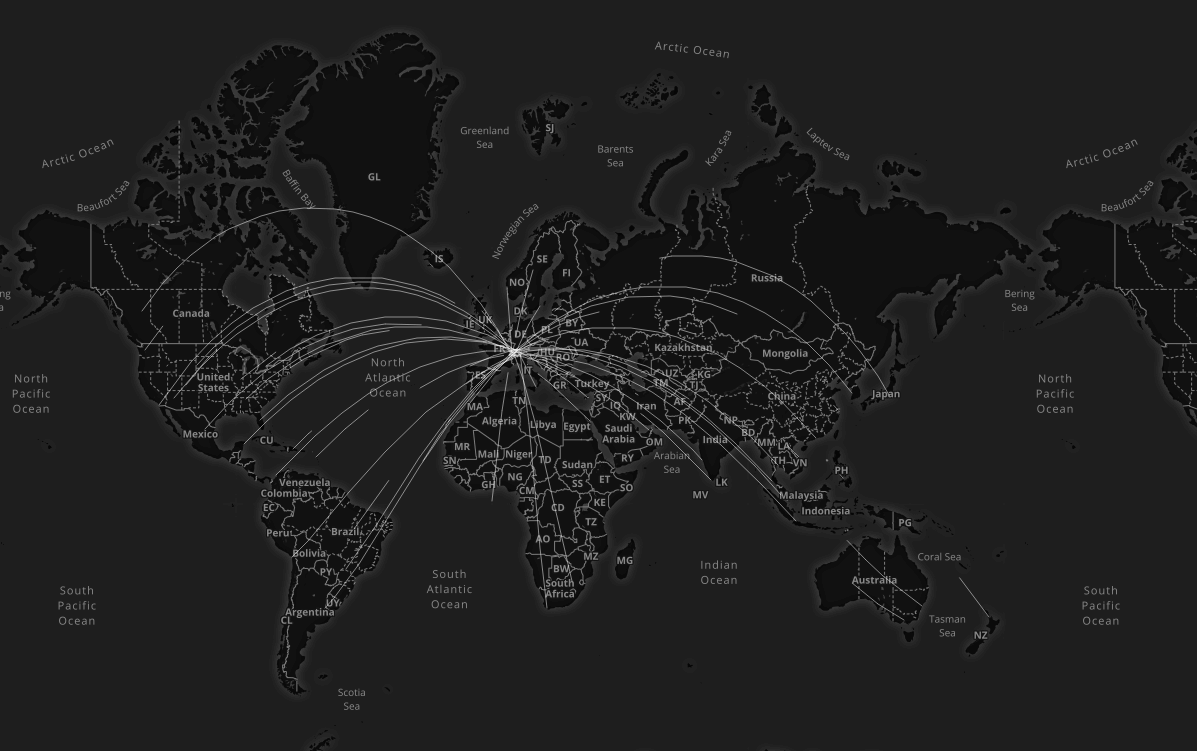 Arctic Ocean
Greenland
Sea
SJ
Barents
Sea
Kara Sea
Laptev Sea
Arctic Ocean
Arctic Ocean
Beaufort Sea
Baffin Bay
GL
Beaufort Sea
Norwegian Sea
IS
SE
FI
NO
Russia
Bering
Sea
ng
a
Canada
DK
UK
IE
PL
BY
DE
UA
FR
HU
RO
Kazakhstan
Mongolia
North
Pacific
Ocean
United
States
North
Atlantic
Ocean
ES
IT
GR
Turkey
UZ
KG
TM
TJ
China
Japan
North
Pacific
Ocean
MA
TN
SY
IQ
Iran
AF
Mexico
CU
Algeria
Libya
Egypt
KW
Saudi
Arabia
PK
NP
BD
India
MM
LA
MR
Mali
Niger
TD
Sudan
RY
OM
Arabian
Sea
TH
VN
PH
SN
GH
NG
CM
SS
ET
SO
MV
LK
Malaysia
Indonesia
PG
Venezuela
Colombia
EC
Peru
Brazil
Bolivia
PY
CD
KE
TZ
AO
MZ
MG
BW
South
Africa
Indian
Ocean
Coral Sea
Australia
South
Pacific
Ocean
UY
Argentina
CL
South
Atlantic
Ocean
Tasman
Sea
NZ
South
Pacific
Ocean
Scotia
Sea